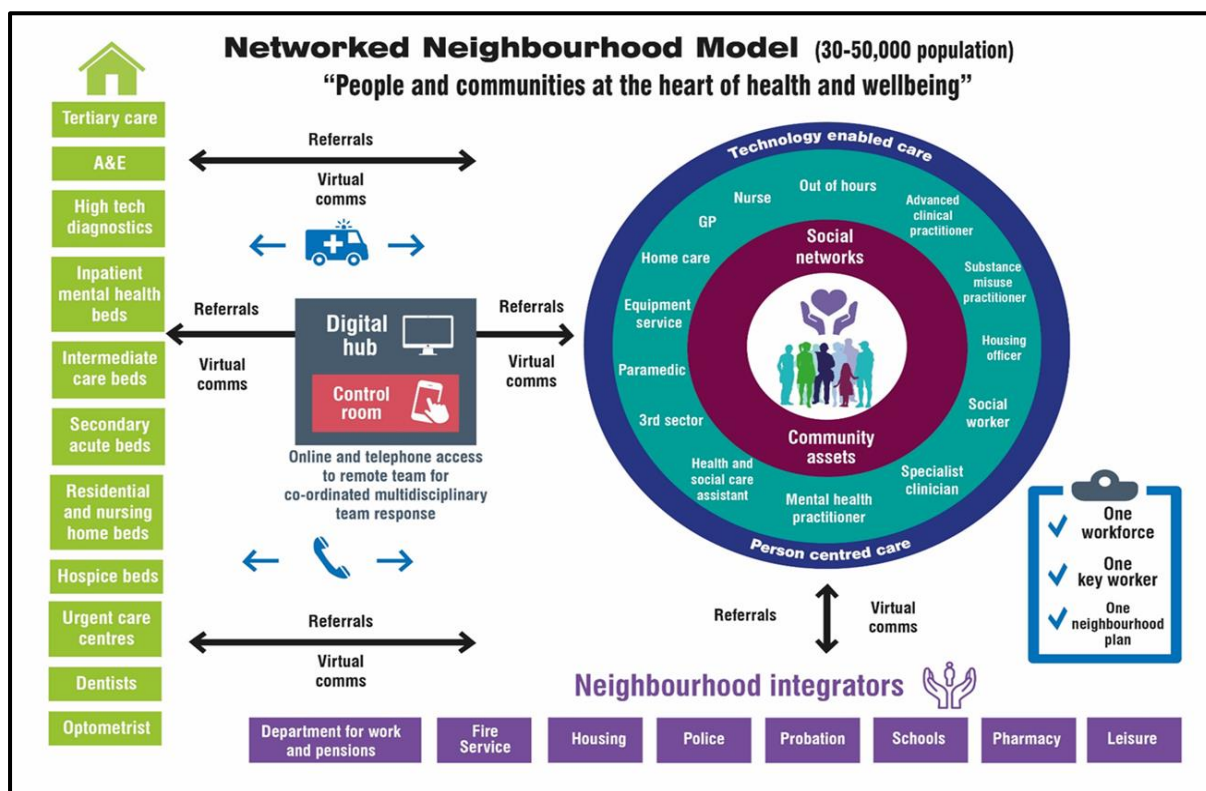 Networked Neighbourhood Model (30-50,000 population)
“People and communities at the heart of health and wellbeing”
Tertiary care
A&E
High tech
diagnostics
Inpatient
mental health
beds
Intermediate
care beds
Secondary
acute beds
Residential
and nursing
home beds
Hospice beds
Urgent care
centres
Dentists
Optometrist
Referrals
Virtual
comms
Referrals
Virtual
comms
Digital
hub
Control
room
Online and telephone access
to remote team for
co-ordinated multidisciplinary
team response
Referrals
Virtual
comms
Referrals
Virtual
comms
Technology enabled care
Out of hours
Advanced
clinical
practitioner
Substance
misuse
practitioner
Housing
officer
Social
worker
Specialist
clinician
Mental health
practitioner
Health and
social care
assistant
3rd sector
Paramedic
Equipment
service
Home care
GP
Nurse
Social
networks
Community
assets
Person centred care
One
workforce
One
key worker
One
neighbourhood
plan
Referrals
Virtual
comms
Neighbourhood integrators
Department for work
and pensions
Fire
Service
Housing
Police
Probation
Schools
Pharmacy
Leisure